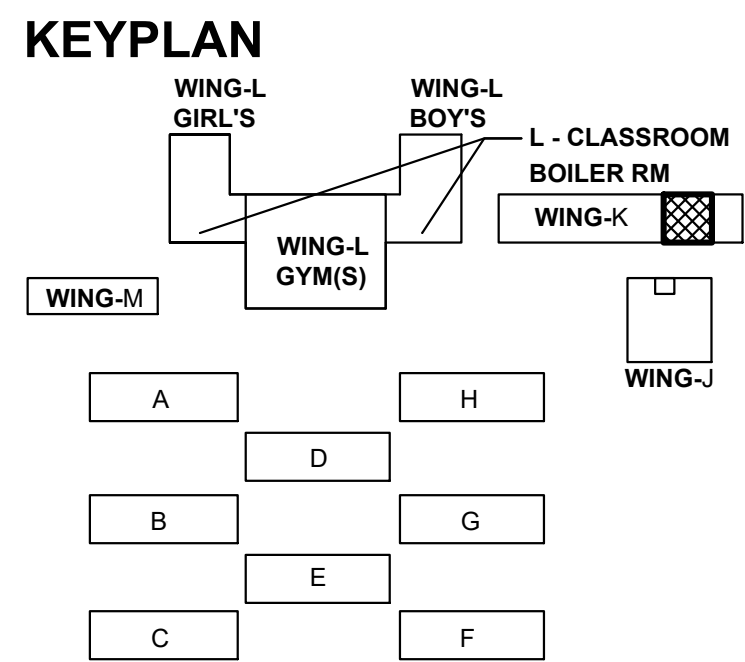 KEYPLAN
WING-L
GIRL'S
WING-L
BOY'S
L - CLASSROOM
BOILER RM
WING-K
WING-L
GYM(S)
WING-M
WING-J
A
H
D
B
G
E
C
F